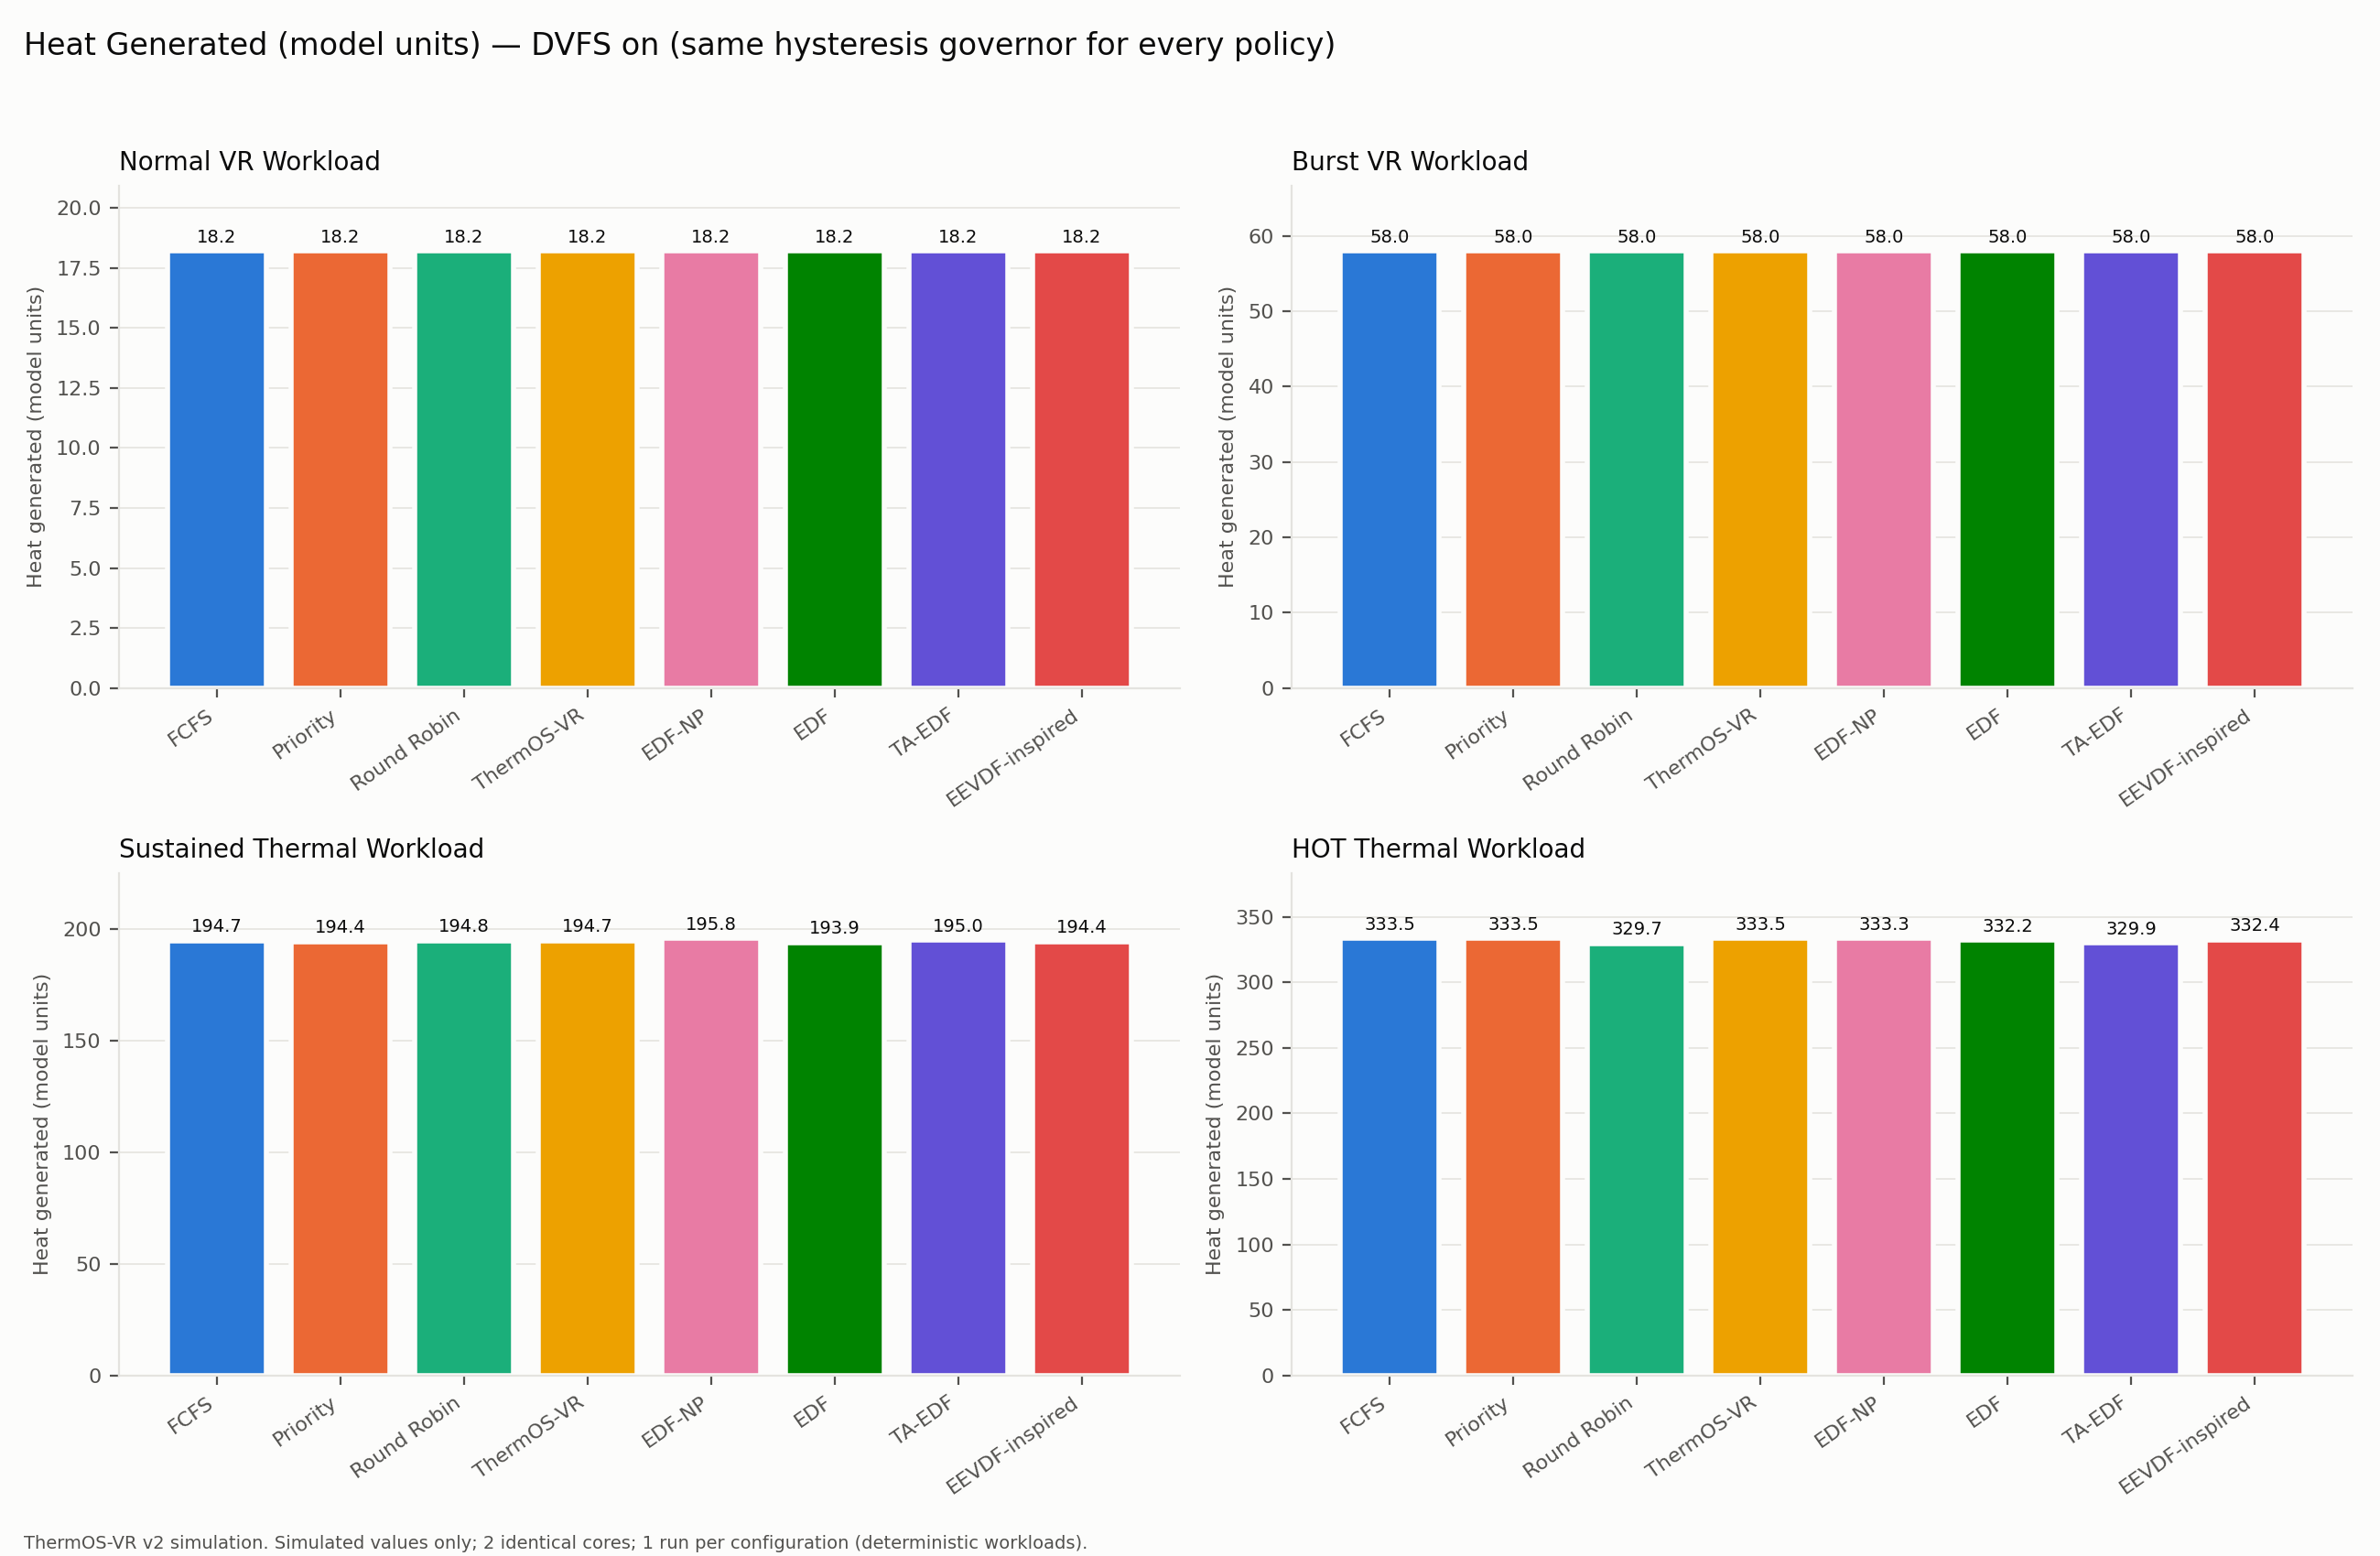 Heat Generated (model units) — DVFS on (same hysteresis governor for every policy)
Normal VR Workload
Heat generated (model units)
20.0
17.5
15.0
12.5
10.0
7.5
5.0
2.5
0.0
18.2 18.2 18.2 18.2 18.2 18.2 18.2 18.2
FCFS Priority Round Robin ThermOS-VR EDF-NP EDF TA-EDF EEVDF-inspired
Burst VR Workload
Heat generated (model units)
60
50
40
30
20
10
0
58.0 58.0 58.0 58.0 58.0 58.0 58.0 58.0
FCFS Priority Round Robin ThermOS-VR EDF-NP EDF TA-EDF EEVDF-inspired
Sustained Thermal Workload
Heat generated (model units)
200
150
100
50
0
194.7 194.4 194.8 194.7 195.8 193.9 195.0 194.4
FCFS Priority Round Robin ThermOS-VR EDF-NP EDF TA-EDF EEVDF-inspired
HOT Thermal Workload
Heat generated (model units)
350
300
250
200
150
100
50
0
333.5 333.5 329.7 333.5 333.3 332.2 329.9 332.4
FCFS Priority Round Robin ThermOS-VR EDF-NP EDF TA-EDF EEVDF-inspired
ThermOS-VR v2 simulation. Simulated values only; 2 identical cores; 1 run per configuration (deterministic workloads).